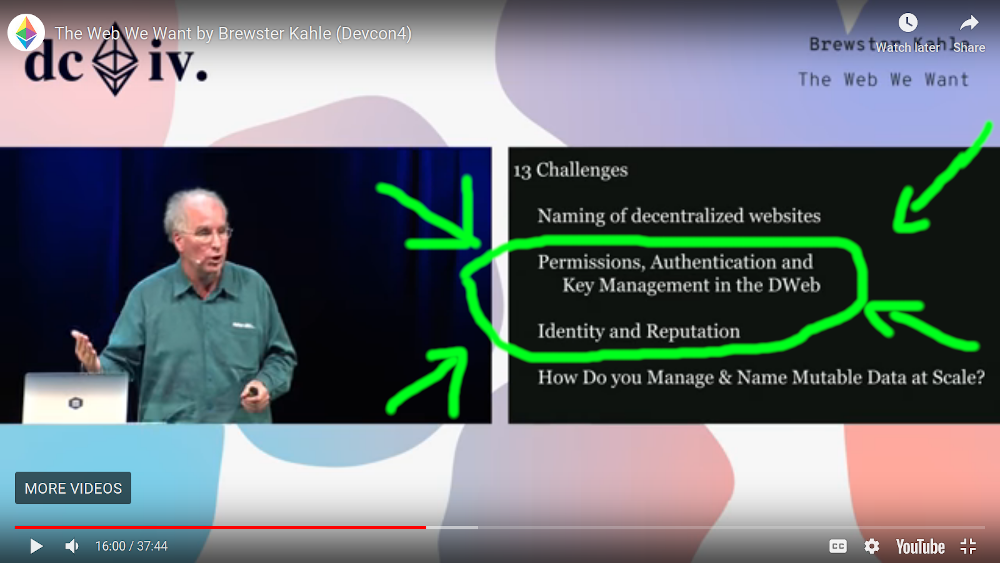 The Web We Want by Brewster Kahle (Devcon4)
Watch later
Share
dc iv.
Brewster Kahle
The Web We Want
13 Challenges
Naming of decentralized websites
Permissions, Authentication and
Key Management in the DWeb
Identity and Reputation
How Do you Manage & Name Mutable Data at Scale?
MORE VIDEOS
16:00 / 37:44
CC
YouTube